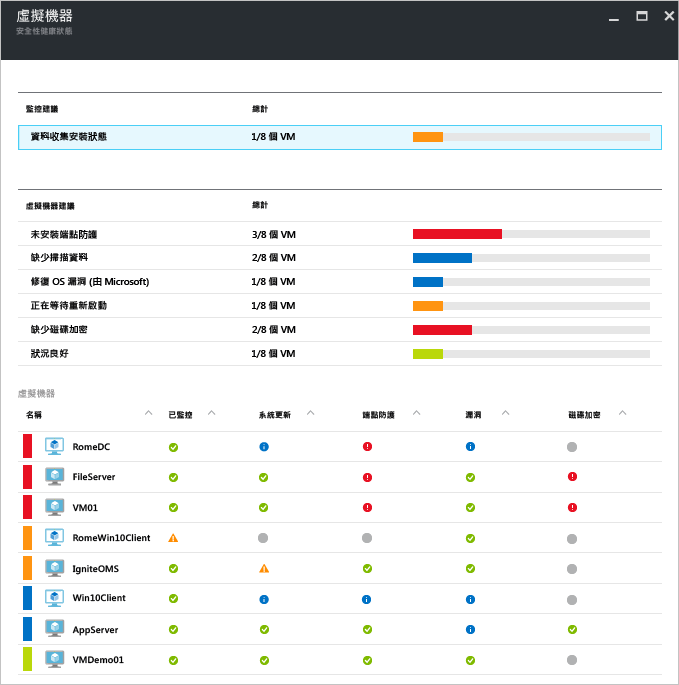 虛擬機器
安全性健康狀態
監控建議 總計
資料收集安裝狀態 1/8 個 VM
虛擬機器建議 總計
未安裝端點防護 3/8 個 VM
缺少掃描資料 2/8 個 VM
修復 OS 漏洞 (由 Microsoft) 1/8 個 VM
正在等待重新啟動 1/8 個 VM
缺少磁碟加密 2/8 個 VM
狀況良好 1/8 個 VM
虛擬機器
名稱 已監控 系統更新 端點防護 漏洞 磁碟加密
RomeDC
FileServer
VM01
RomeWin10Client
IgniteOMS
Win10Client
AppServer
VMDemo01